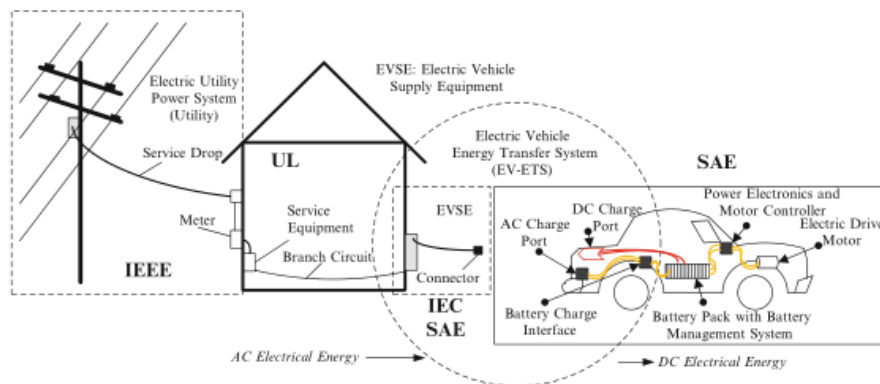 Electric Utility
Power System
(Utility)
Service Drop
Meter
IEEE
UL
Service
Equipment
Branch Circuit
EVSE: Electric Vehicle
Supply Equipment
Electric Vehicle
Energy Transfer System
(EV-ETS)
EVSE
Connector
IEC
SAE
SAE
Power Electronics and
Motor Controller
DC Charge
Port
AC Charge
Port
Electric Drive
Motor
Battery Charge
Interface
Battery Pack with Battery
Management System
AC Electrical Energy
DC Electrical Energy